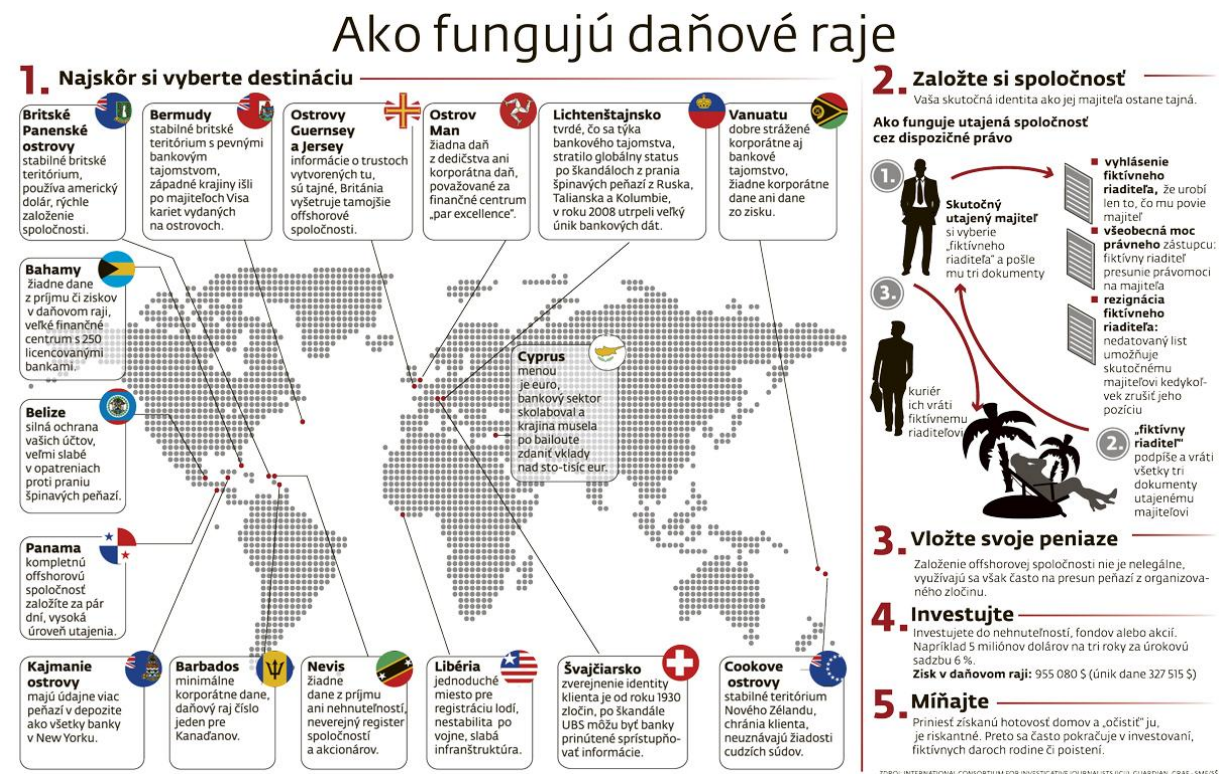 Ako fungujú daňové raje
1. Najskôr si vyberte destináciu
Britské
Panenské
ostrovy
stabilné britské
teritórium,
používa americký
dolár, rýchle
založenie
spoločnosti.
Bermudy
stabilné britské
teritórium s pevnými
bankovým
tajomstvom,
západné krajiny išli
po majiteľoch Visa
kariet vydaných
na ostrovoch.
Ostrovy
Guernsey
a Jersey
informácie o trustoch
vytvorených tu,
sú tajné, Británia
vyšetruje tamojšie
offshorové
spoločnosti.
Ostrov
Man
žiadna daň
z dedičstva ani
korporátna daň,
považované za
finančné centrum
„par excellence“.
Lichtenštajnsko
tvrdé, čo sa týka
bankového tajomstva,
stratilo globálny status
po škandáloch z prania
špinavých peňazí z Ruska,
Talianska a Kolumbie,
v roku 2008 utrpeli veľký
únik bankových dát.
Vanuatu
dobre strážené
korporátne aj
bankové
tajomstvo,
žiadne korporátne
dane ani dane
zo zisku.
Bahamy
žiadne dane
z príjmu či ziskov
v daňovom raji,
veľké finančné
centrum s 250
licencovanými
bankami.
Belize
silná ochrana
vašich účtov,
veľmi slabé
v opatreniach
proti praniu
špinavých peňazí.
Panama
kompletnú
offshorovú
spoločnosť
založíte za pár
dní, vysoká
úroveň utajenia.
Cyprus
menou
je euro,
bankový sektor
skolaboval a
krajina musela
po bailoute
zdaniť vklady
nad sto-tisíc eur.
Kajmanie
ostrovy
majú údajne viac
peňazí v depozite
ako všetky banky
v New Yorku.
Barbados
minimálne
korporátne dane,
daňový raj číslo
jeden pre
Kanaďanov.
Nevis
žiadne
dane z príjmu
ani nehnuteľností,
neverejný register
spoločností
a akcionárov.
Libéria
jednoduché
miesto pre
registráciu lodí,
nestabilita po
vojne, slabá
infranštruktúra.
Švajčiarsko
zverejnenie identity
klienta je od roku 1930
zločin, po škandále
UBS môžu byť banky
prinútené sprístupňo-
vať informácie.
Cookove
ostrovy
stabilné teritórium
Nového Zélandu,
chránia klienta,
neuznávajú žiadosti
cudzích súdov.
2. Založte si spoločnosť
Vaša skutočná identita ako jej majiteľa ostane tajná.
Ako funguje utajená spoločnosť
cez dispozičné právo
1.
Skutočný
utajený majiteľ
si vyberie
„fiktívneho
riaditeľa“ a pošle
mu tri dokumenty
vyhlásenie
fiktívneho
riaditeľa, že urobí
len to, čo mu povie
majiteľ
všeobecná moc
právneho zástupcu:
fiktívny riaditeľ
presunie právomoci
na majiteľa
rezignácia
fiktívneho
riaditeľa:
nedatovaný list
umožňuje
skutočnému
majiteľovi kedykoľ-
vek zrušiť jeho
pozíciu
3.
kuriér
ich vráti
fiktívnemu
riaditeľovi
2.
„fiktívny
riaditeľ“
podpíše a vráti
všetky tri
dokumenty
utajenému
majiteľovi
3. Vložte svoje peniaze
Založenie offshorovej spoločnosti nie je nelegálne,
využívajú sa však často na presun peňazí z organizova-
ného zločinu.
4. Investujte
Investujete do nehnuteľností, fondov alebo akcií.
Napríklad 5 miliónov dolárov na tri roky za úrokovú
sadzbu 6 %.
Zisk v daňovom raji: 955 080 $ (únik dane 327 515 $)
5. Míňajte
Priniesť získanú hotovosť domov a „očistiť“ ju,
je riskantné. Preto sa často pokračuje v investovaní,
fiktívnych daroch rodine či poistení.